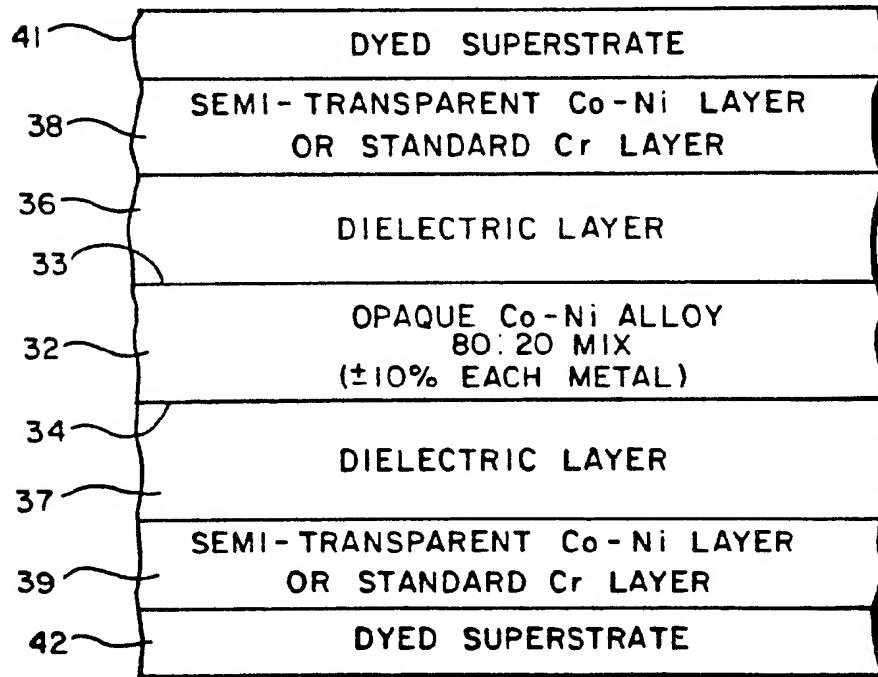 41
DYED SUPERSTRATE
38
SEMI-TRANSPARENT Co-Ni LAYER
OR STANDARD Cr LAYER
36
DIELECTRIC LAYER
33
32
OPAQUE Co-Ni ALLOY
80:20 MIX
(±10% EACH METAL)
34
DIELECTRIC LAYER
37
SEMI-TRANSPARENT Co-Ni LAYER
OR STANDARD Cr LAYER
39
42
DYED SUPERSTRATE